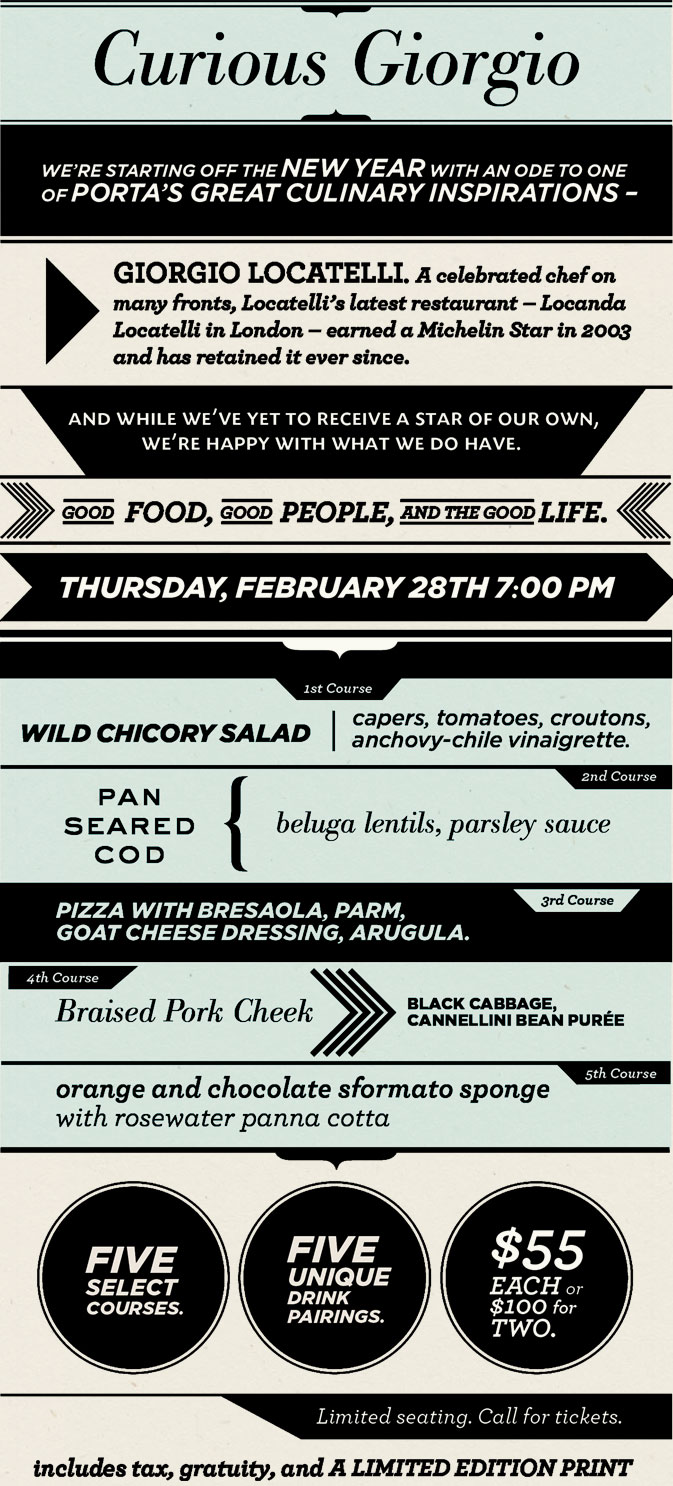 Curious Giorgio
WE'RE STARTING OFF THE NEW YEAR WITH AN ODE TO ONE
OF PORTA'S GREAT CULINARY INSPIRATIONS –
GIORGIO LOCATELLI. A celebrated chef on
many fronts, Locatelli's latest restaurant – Locanda
Locatelli in London – earned a Michelin Star in 2003
and has retained it ever since.
AND WHILE WE'VE YET TO RECEIVE A STAR OF OUR OWN,
WE'RE HAPPY WITH WHAT WE DO HAVE.
GOOD FOOD, GOOD PEOPLE, AND THE GOOD LIFE.
THURSDAY, FEBRUARY 28TH 7:00 PM
1st Course
WILD CHICORY SALAD
capers, tomatoes, croutons,
anchovy-chile vinaigrette.
2nd Course
PAN
SEARED
COD
beluga lentils, parsley sauce
3rd Course
PIZZA WITH BRESAOLA, PARM,
GOAT CHEESE DRESSING, ARUGULA.
4th Course
Braised Pork Cheek
BLACK CABBAGE,
CANNELLINI BEAN PURÉE
5th Course
orange and chocolate sformato sponge
with rosewater panna cotta
FIVE
SELECT
COURSES.
FIVE
UNIQUE
DRINK
PAIRINGS.
$55
EACH or
$100 for
TWO.
Limited seating. Call for tickets.
includes tax, gratuity, and A LIMITED EDITION PRINT